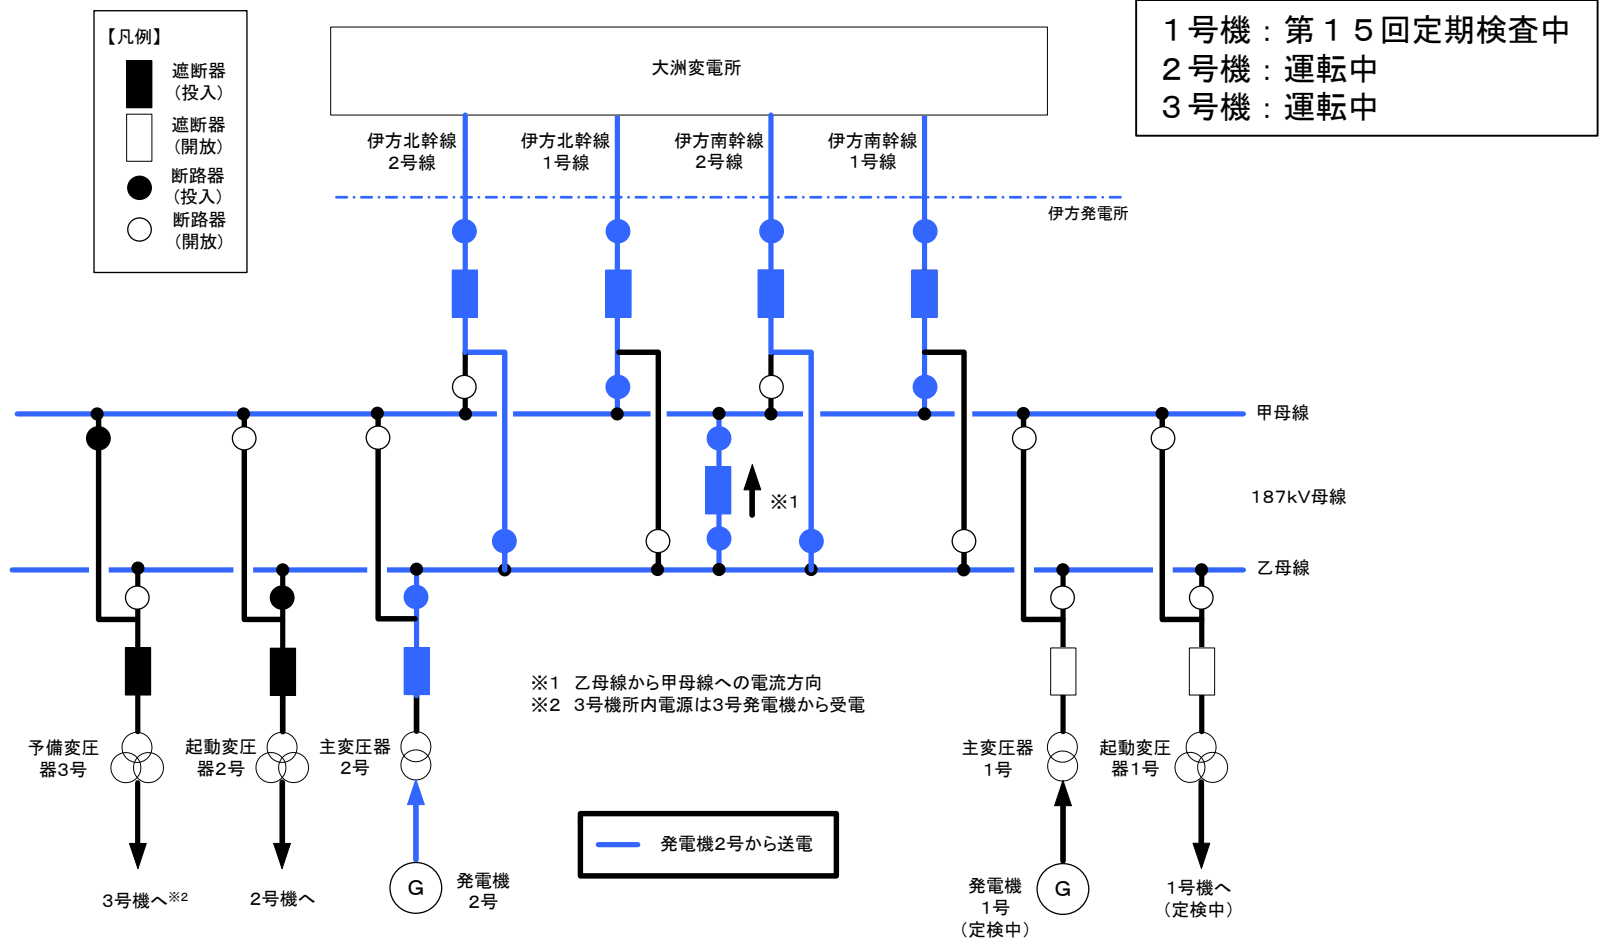 【凡例】
遮断器
（投入）
遮断器
（開放）
断路器
（投入）
断路器
（開放）
大洲変電所
1号機：第15回定期検査中
2号機：運転中
3号機：運転中
伊方北幹線
2号線
伊方北幹線
1号線
伊方南幹線
2号線
伊方南幹線
1号線
伊方発電所
甲母線
※1
187kV母線
乙母線
※1 乙母線から甲母線への電流方向
※2 3号機所内電源は3号発電機から受電
予備変圧
器3号
起動変圧
器2号
主変圧器
2号
主変圧器
1号
起動変圧
器1号
発電機2号から送電
3号機へ※2
2号機へ
G
発電機
2号
発電機
1号
（定検中）
G
1号機へ
（定検中）